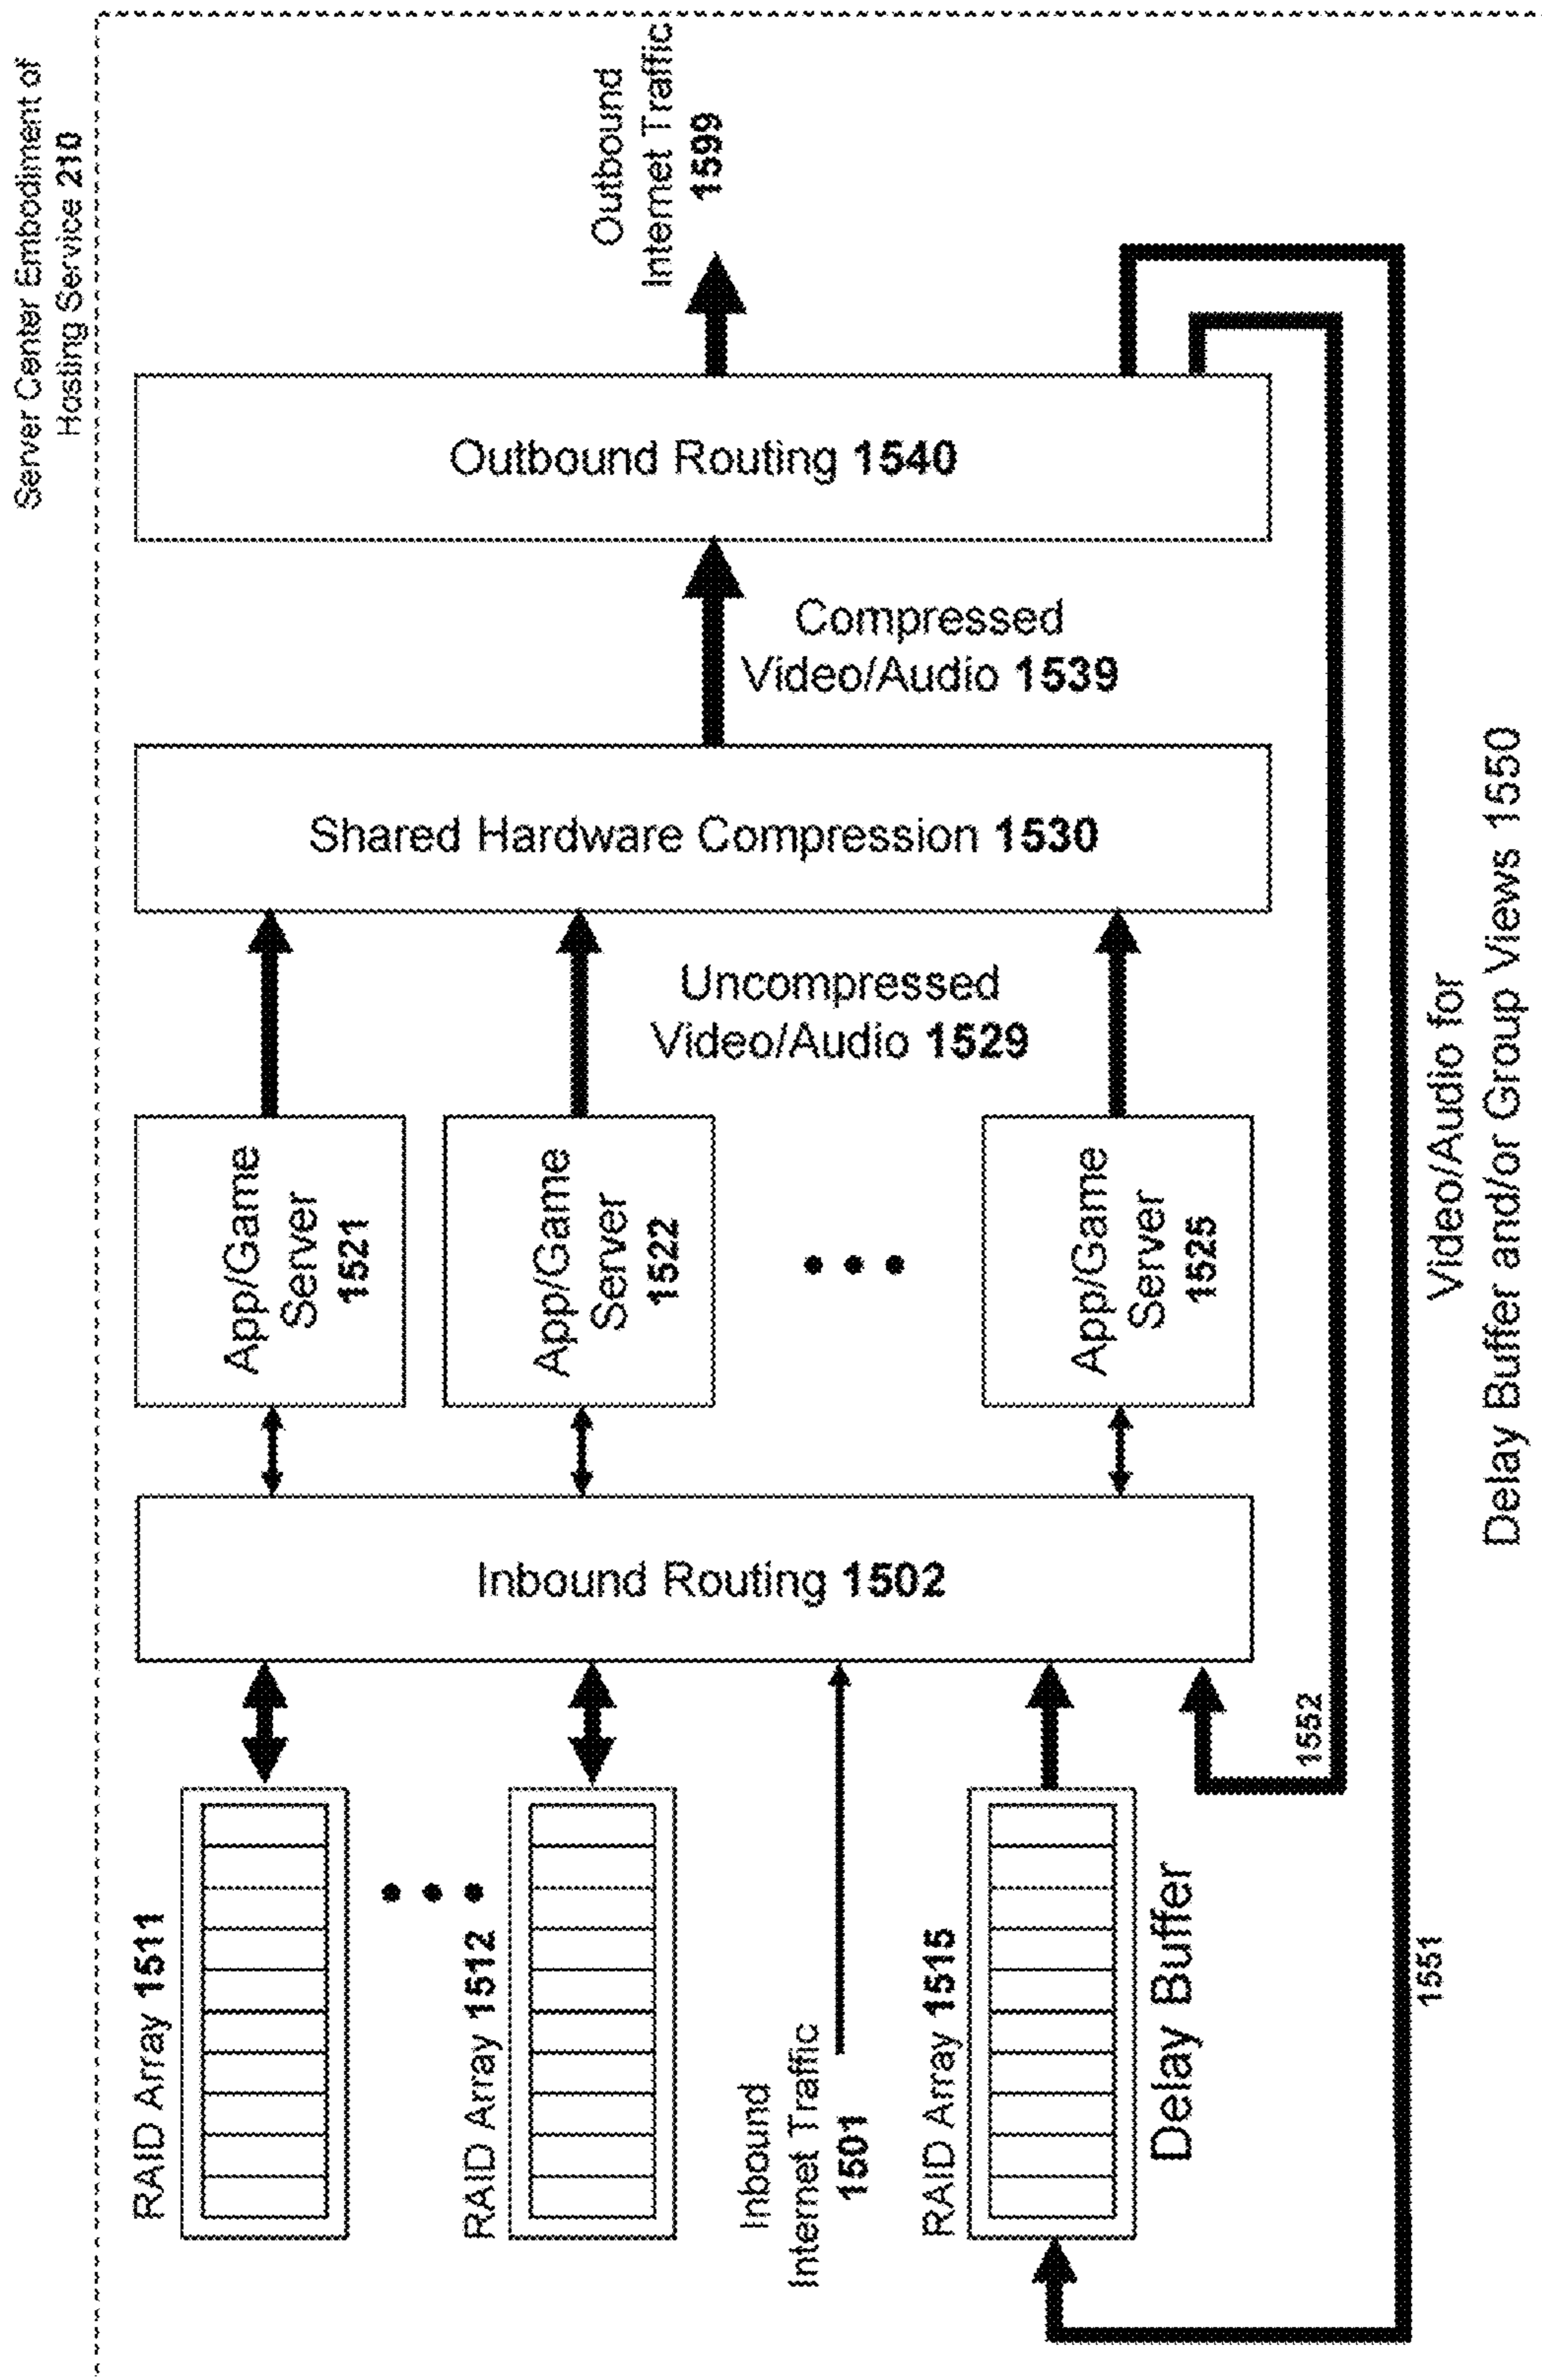 Server Center Embodiment of
Hosting Service 210
RAID Array 1511
RAID Array 1512
Inbound
Internet Traffic
1501
RAID Array 1515
Delay Buffer
Inbound Routing 1502
App/Game
Server
1521
App/Game
Server
1522
App/Game
Server
1525
Uncompressed
Video/Audio 1529
Shared Hardware Compression 1530
Compressed
Video/Audio 1539
Outbound Routing 1540
Outbound
Internet Traffic
1599
1552
1551
Video/Audio for
Delay Buffer and/or Group Views 1550